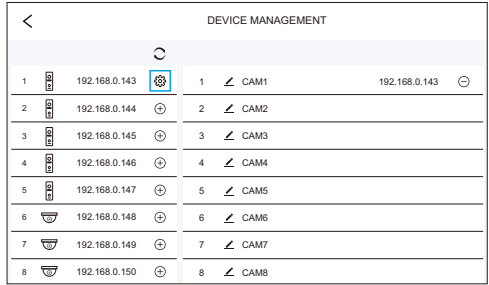 DEVICE MANAGEMENT
1 192.168.0.143 1 CAM1 192.168.0.143
2 192.168.0.144 2 CAM2
3 192.168.0.145 3 CAM3
4 192.168.0.146 4 CAM4
5 192.168.0.147 5 CAM5
6 192.168.0.148 6 CAM6
7 192.168.0.149 7 CAM7
8 192.168.0.150 8 CAM8